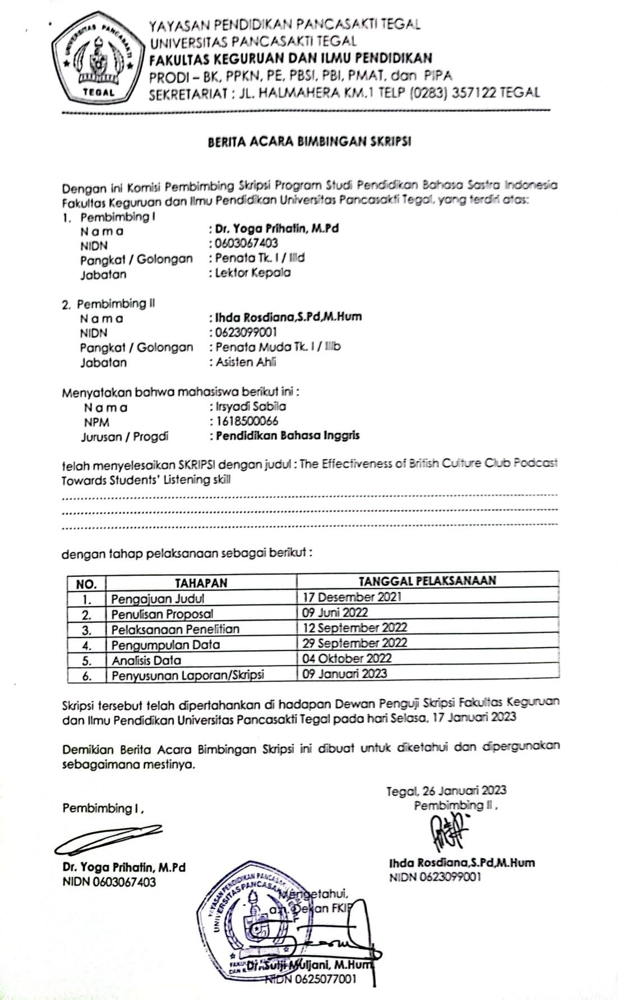 UNIVERSITAS PANCASAKTI
TEGAL
YAYASAN PENDIDIKAN PANCASAKTI TEGAL
UNIVERSITAS PANCASAKTI TEGAL
FAKULTAS KEGURUAN DAN ILMU PENDIDIKAN
PRODI – BK, PPKN, PE, PBSI, PBI, PMAT, dan PIPA
SEKRETARIAT : JL. HALMAHERA KM.1 TELP (0283) 357122 TEGAL
BERITA ACARA BIMBINGAN SKRIPSI
Dengan ini Komisi Pembimbing Skripsi Program Studi Pendidikan Bahasa Sastra Indonesia
Fakultas Keguruan dan Ilmu Pendidikan Universitas Pancasakti Tegal, yang terdiri atas:
1. Pembimbing I
N a m a : Dr. Yoga Prihatin, M.Pd
NIDN : 0603067403
Pangkat / Golongan : Penata Tk. I / IIId
Jabatan : Lektor Kepala
2. Pembimbing II
N a m a : Ihda Rosdiana,S.Pd,M.Hum
NIDN : 0623099001
Pangkat / Golongan : Penata Muda Tk. I / IIIb
Jabatan : Asisten Ahli
Menyatakan bahwa mahasiswa berikut ini :
N a m a : Irsyadi Sabila
NPM : 1618500066
Jurusan / Progdi : Pendidikan Bahasa Inggris
telah menyelesaikan SKRIPSI dengan judul : The Effectiveness of British Culture Club Podcast
Towards Students' Listening skill
dengan tahap pelaksanaan sebagai berikut :
NO. TAHAPAN TANGGAL PELAKSANAAN
1. Pengajuan Judul 17 Desember 2021
2. Penulisan Proposal 09 Juni 2022
3. Pelaksanaan Penelitian 12 September 2022
4. Pengumpulan Data 29 September 2022
5. Analisis Data 04 Oktober 2022
6. Penyusunan Laporan/Skripsi 09 Januari 2023
Skripsi tersebut telah dipertahankan di hadapan Dewan Penguji Skripsi Fakultas Keguruan
dan Ilmu Pendidikan Universitas Pancasakti Tegal pada hari Selasa, 17 Januari 2023
Demikian Berita Acara Bimbingan Skripsi ini dibuat untuk diketahui dan dipergunakan
sebagaimana mestinya.
Tegal, 26 Januari 2023
Pembimbing I , Pembimbing II ,
Dr. Yoga Prihatin, M.Pd Ihda Rosdiana,S.Pd,M.Hum
NIDN 0603067403 NIDN 0623099001
YAYASAN PENDIDIKAN PANCASAKTI
UNIVERSITAS PANCASAKTI TEGAL
Mengetahui,
a.n. Dekan FKIP
Dr. Sutji Muljani, M.Hum
NIDN 0625077001